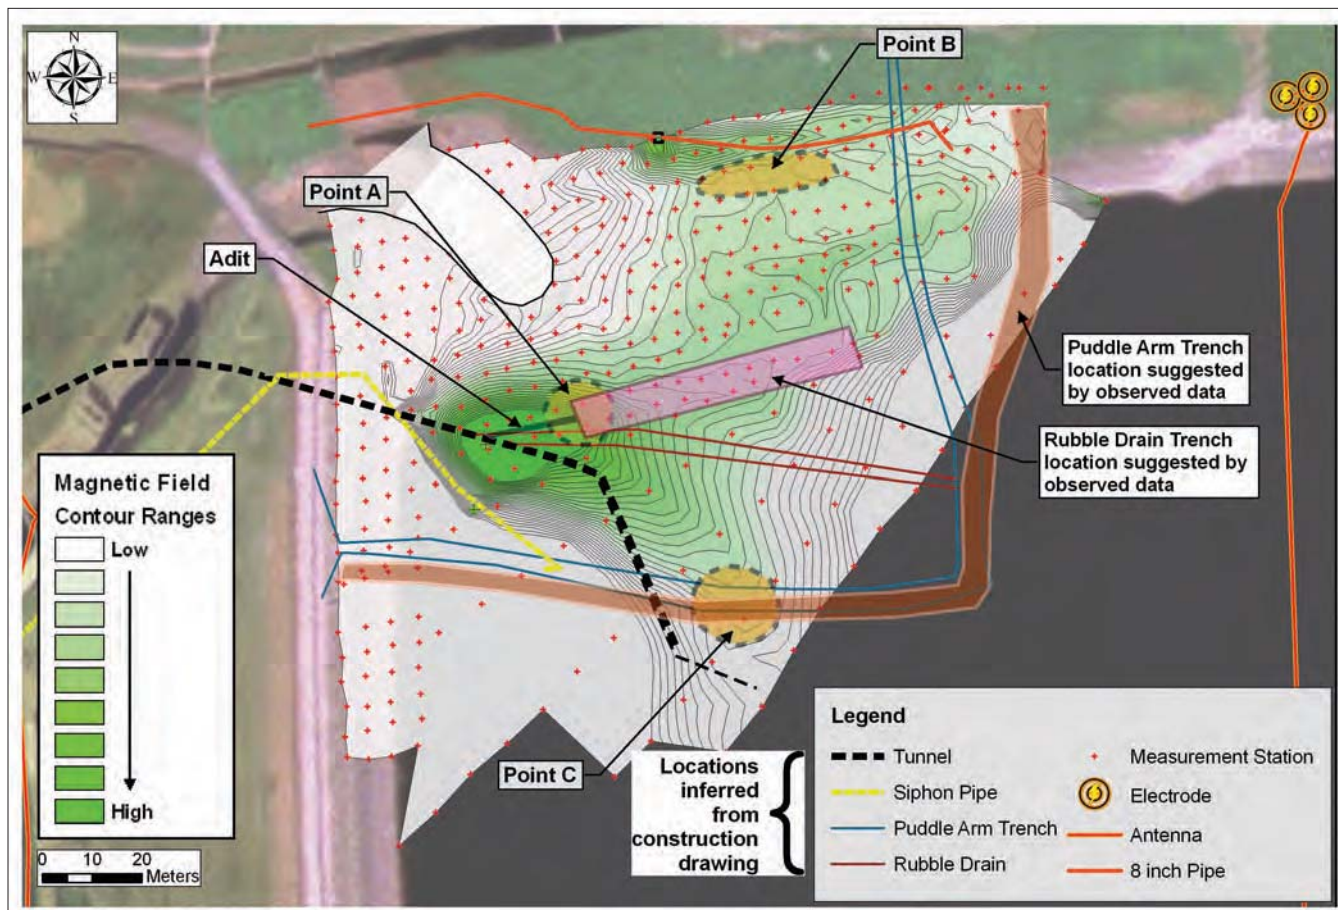 N
W E
S
Point B
Point A
Adit
Puddle Arm Trench
location suggested
by observed data
Rubble Drain Trench
location suggested by
observed data
Magnetic Field
Contour Ranges
Low
High
0 10 20
Meters
Point C
Locations
inferred
from
construction
drawing
Legend
Tunnel
Siphon Pipe
Puddle Arm Trench
Rubble Drain
Measurement Station
Electrode
Antenna
8 inch Pipe